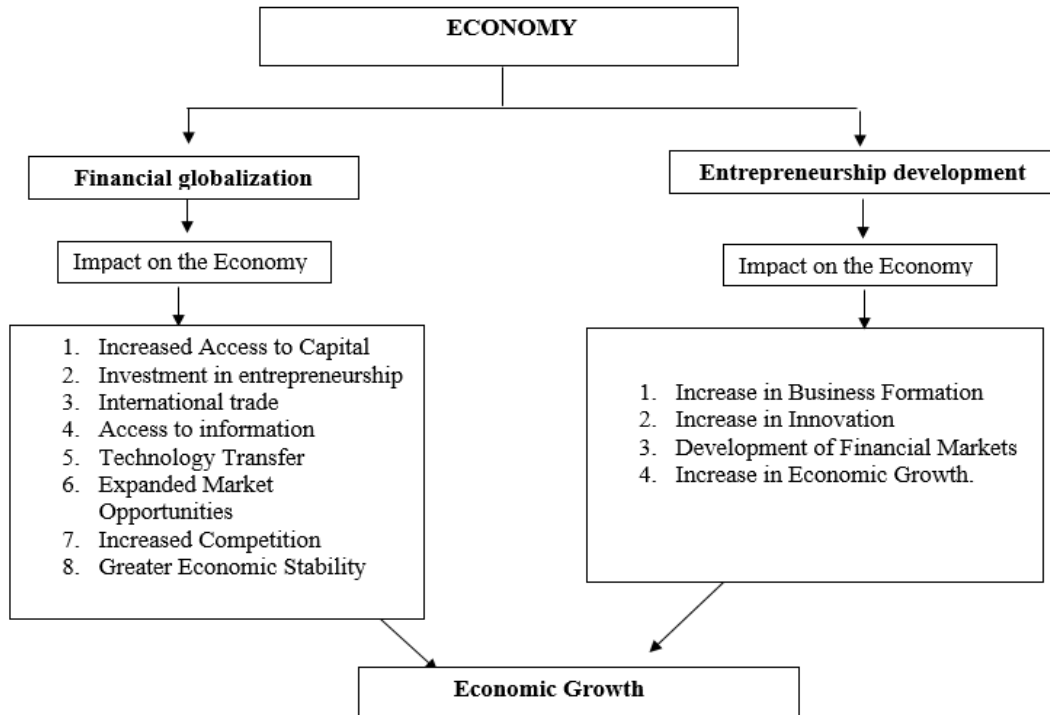 ECONOMY
Financial globalization
Entrepreneurship development
Impact on the Economy
Impact on the Economy
1. Increased Access to Capital
2. Investment in entrepreneurship
3. International trade
4. Access to information
5. Technology Transfer
6. Expanded Market
Opportunities
7. Increased Competition
8. Greater Economic Stability
1. Increase in Business Formation
2. Increase in Innovation
3. Development of Financial Markets
4. Increase in Economic Growth.
Economic Growth